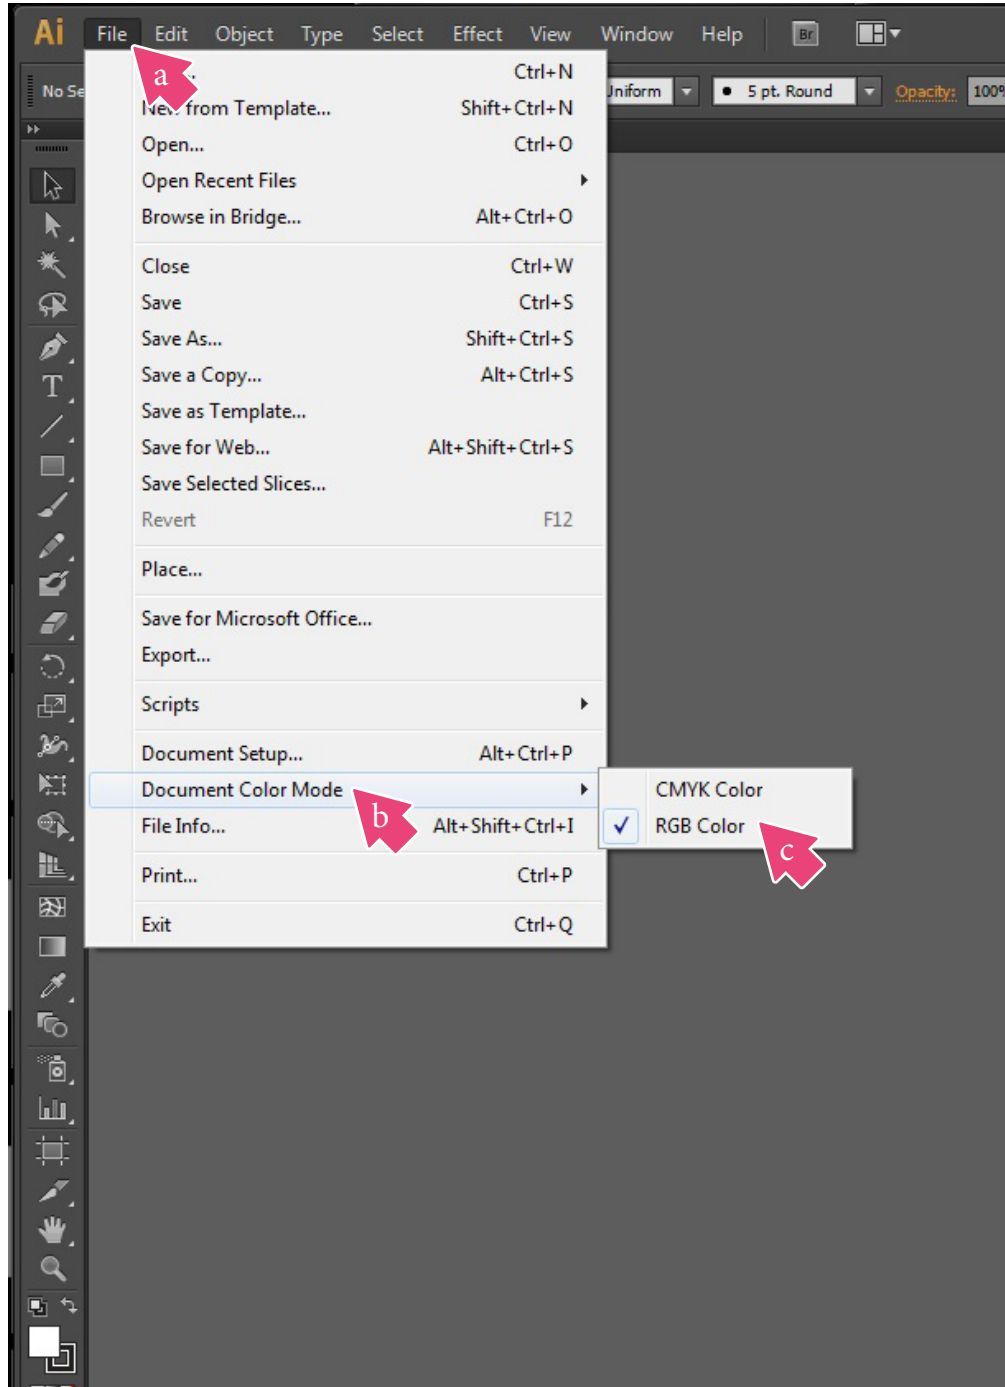 Ai File Edit Object Type Select Effect View Window Help Br
No Se Uniform 5 pt. Round Opacity: 100%
a Ctrl+N
New from Template... Shift+Ctrl+N
Open... Ctrl+O
Open Recent Files
Browse in Bridge... Alt+Ctrl+O
Close Ctrl+W
Save Ctrl+S
Save As... Shift+Ctrl+S
Save a Copy... Alt+Ctrl+S
Save as Template...
Save for Web... Alt+Shift+Ctrl+S
Save Selected Slices...
Revert F12
Place...
Save for Microsoft Office...
Export...
Scripts
Document Setup... Alt+Ctrl+P
Document Color Mode b CMYK Color
File Info... Alt+Shift+Ctrl+I RGB Color c
Print... Ctrl+P
Exit Ctrl+Q